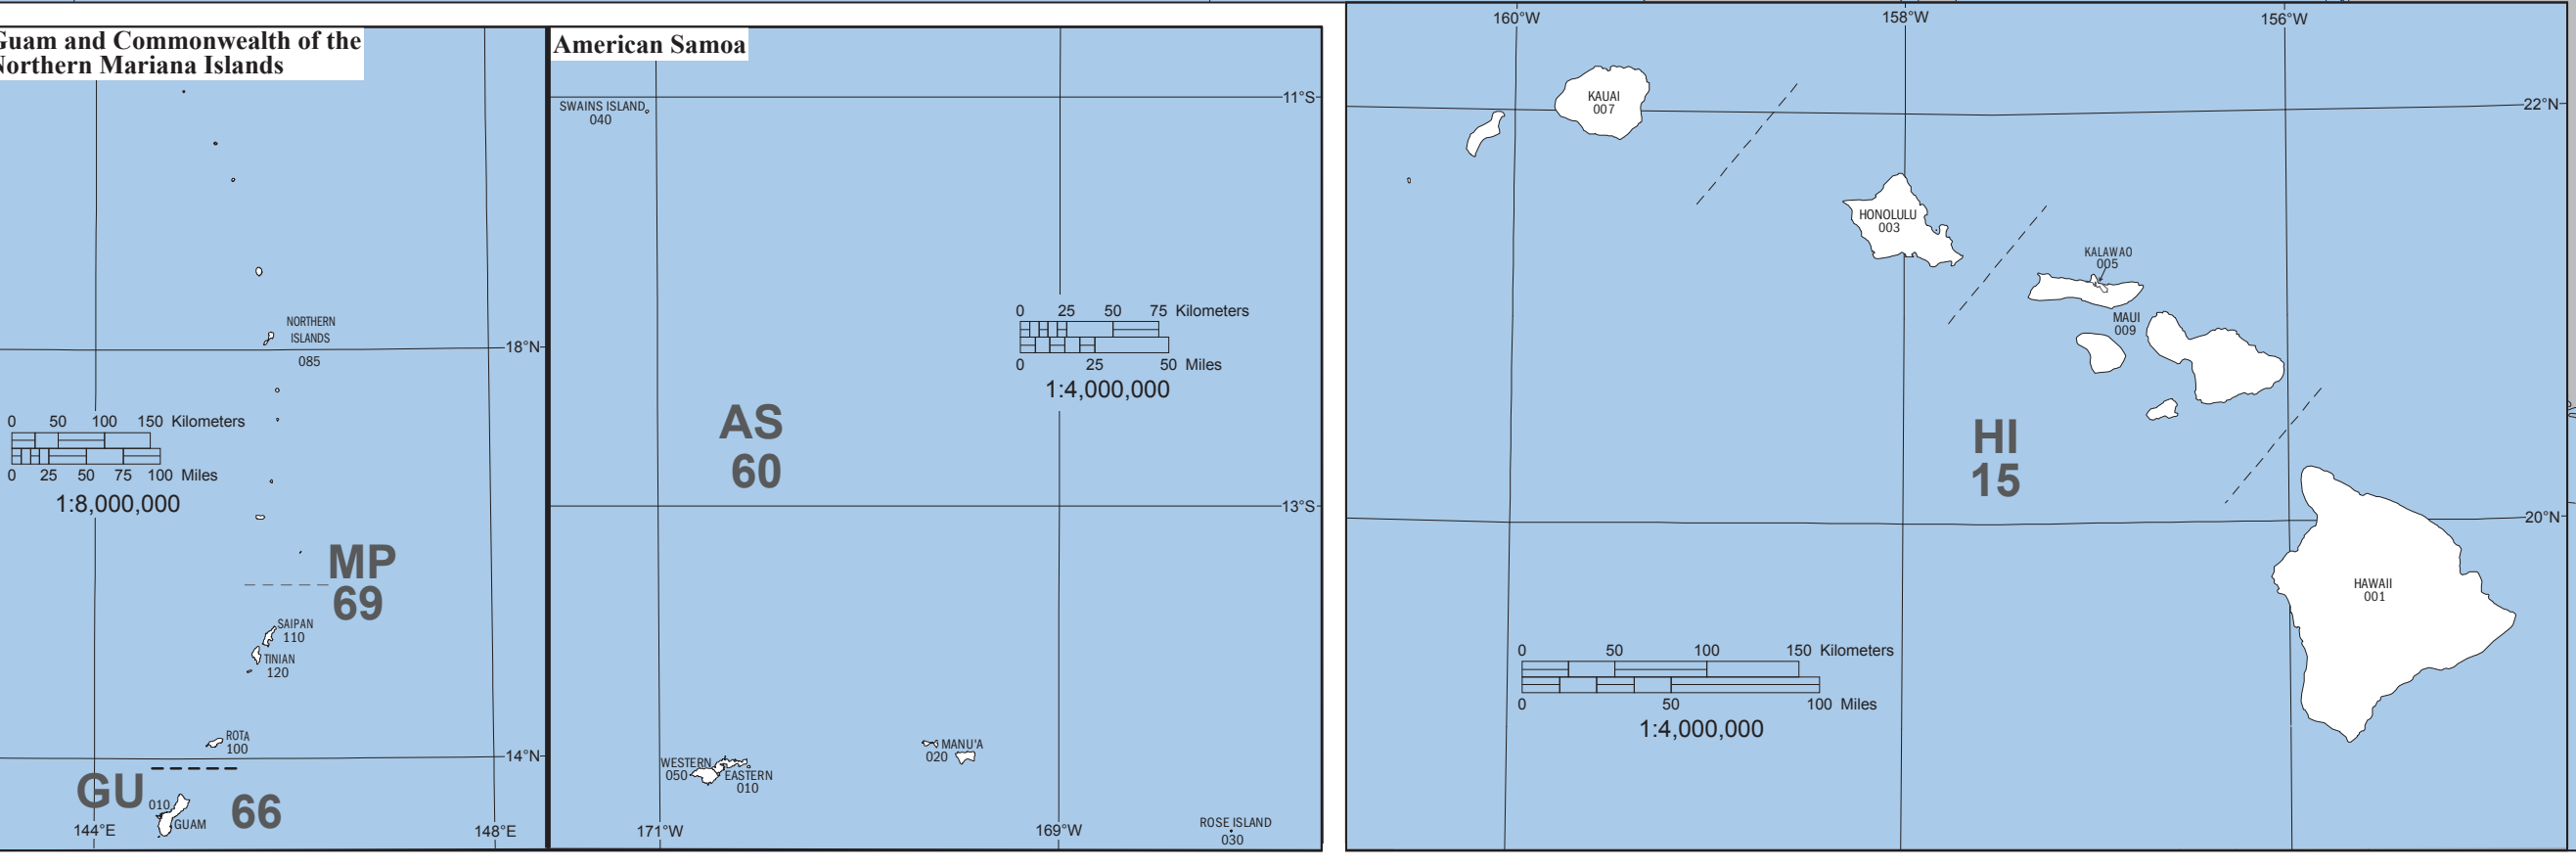 Guam and Commonwealth of the
Northern Mariana Islands
NORTHERN
ISLANDS
085
18°N
0 50 100 150 Kilometers
0 25 50 75 100 Miles
1:8,000,000
MP
69
SAIPAN
110
TINIAN
120
ROTA
100
14°N
GU
66
010
GUAM
144°E
148°E
American Samoa
11°S
SWAINS ISLAND
040
0 25 50 75 Kilometers
0 25 50 Miles
1:4,000,000
AS
60
13°S
WESTERN
050
EASTERN
010
MANU'A
020
ROSE ISLAND
030
171°W
169°W
160°W
158°W
156°W
22°N
KAUAI
007
HONOLULU
003
KALAWAO
005
MAUI
009
HI
15
20°N
HAWAII
001
0 50 100 150 Kilometers
0 50 100 Miles
1:4,000,000